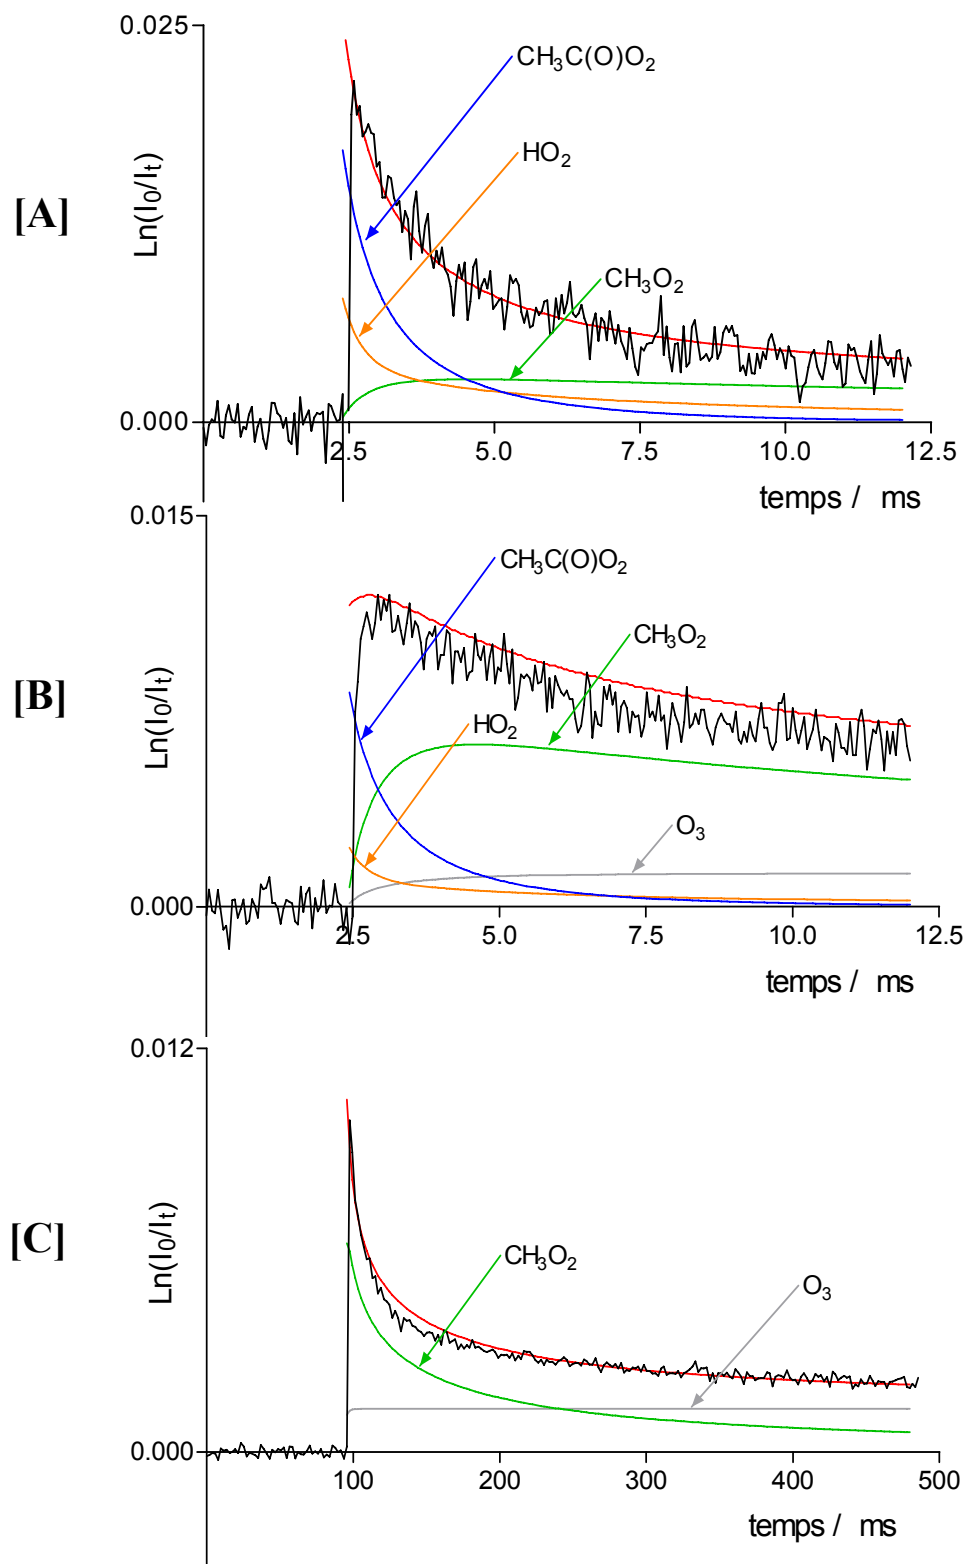 0.025
CH₃C(O)O₂
HO₂
[A]
Ln(I₀/Iₜ)
CH₃O₂
0.000
2.5 5.0 7.5 10.0 12.5
temps / ms
0.015
CH₃C(O)O₂
CH₃O₂
[B]
Ln(I₀/Iₜ)
HO₂
O₃
0.000
2.5 5.0 7.5 10.0 12.5
temps / ms
0.012
[C]
Ln(I₀/Iₜ)
CH₃O₂
O₃
0.000
100 200 300 400 500
temps / ms